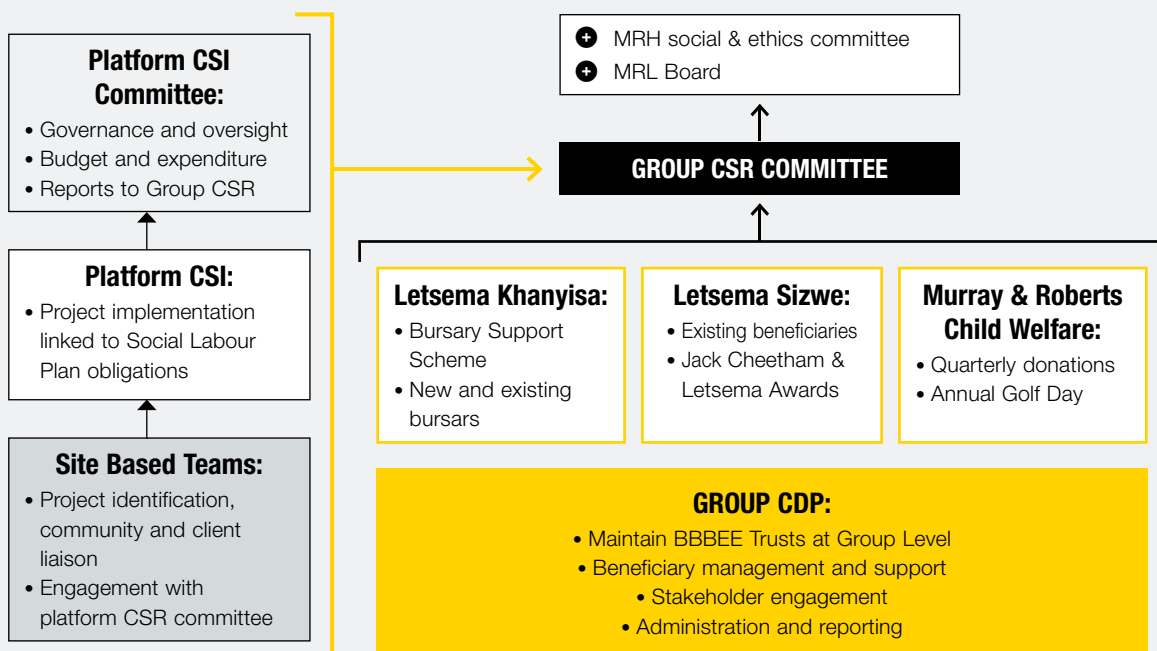 Platform CSI
Committee:
• Governance and oversight
• Budget and expenditure
• Reports to Group CSR
Platform CSI:
• Project implementation
linked to Social Labour
Plan obligations
Site Based Teams:
• Project identification,
community and client
liaison
• Engagement with
platform CSR committee
MRH social & ethics committee
MRL Board
GROUP CSR COMMITTEE
Letsema Khanyisa:
• Bursary Support
Scheme
• New and existing
bursars
Letsema Sizwe:
• Existing beneficiaries
• Jack Cheetham &
Letsema Awards
Murray & Roberts
Child Welfare:
• Quarterly donations
• Annual Golf Day
GROUP CDP:
• Maintain BBBEE Trusts at Group Level
• Beneficiary management and support
• Stakeholder engagement
• Administration and reporting